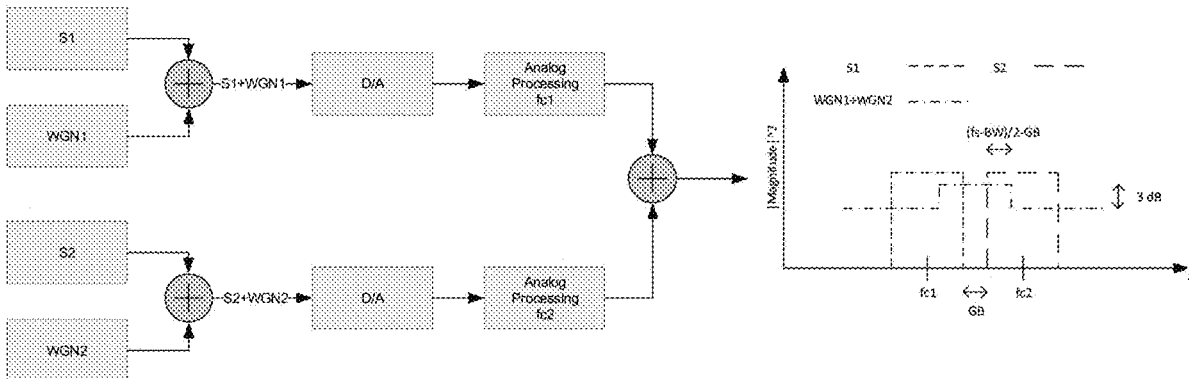 S1
WGN1
S1+WGN1
D/A
Analog
Processing
fc1
S2
WGN2
S2+WGN2
D/A
Analog
Processing
fc2
S1
S2
WGN1+WGN2
(fs-BW)/2-GB
|Magnitude|^2
3 dB
fc1
fc2
GB